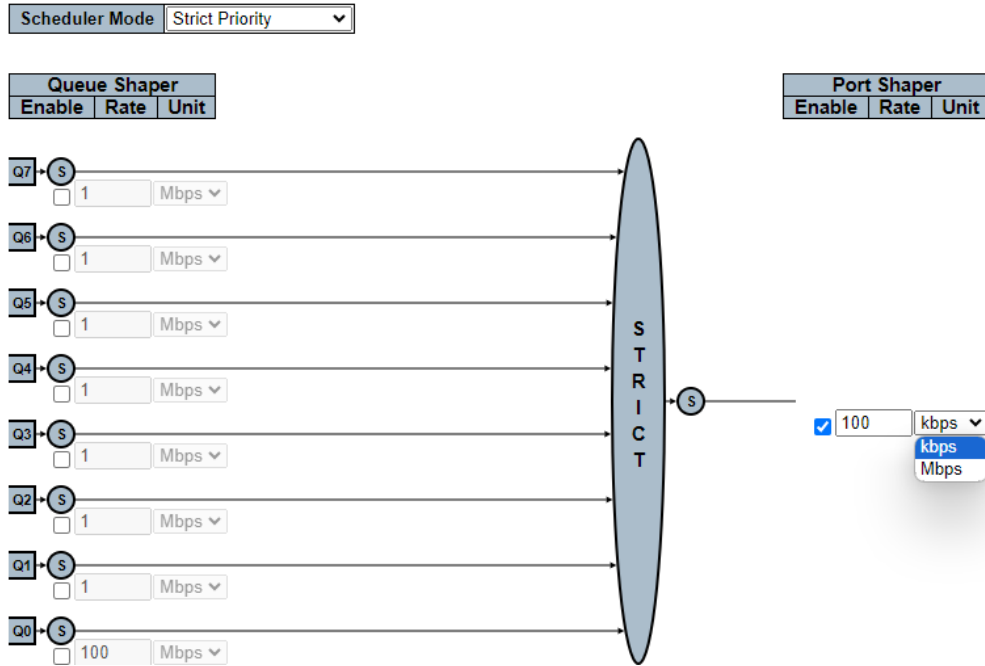 Scheduler Mode Strict Priority
Queue Shaper
Enable Rate Unit
Port Shaper
Enable Rate Unit
Q7 S
1 Mbps
Q6 S
1 Mbps
Q5 S
1 Mbps
Q4 S
1 Mbps
Q3 S
1 Mbps
Q2 S
1 Mbps
Q1 S
1 Mbps
Q0 S
100 Mbps
S
T
R
I
C
T
S
100 kbps
kbps
Mbps